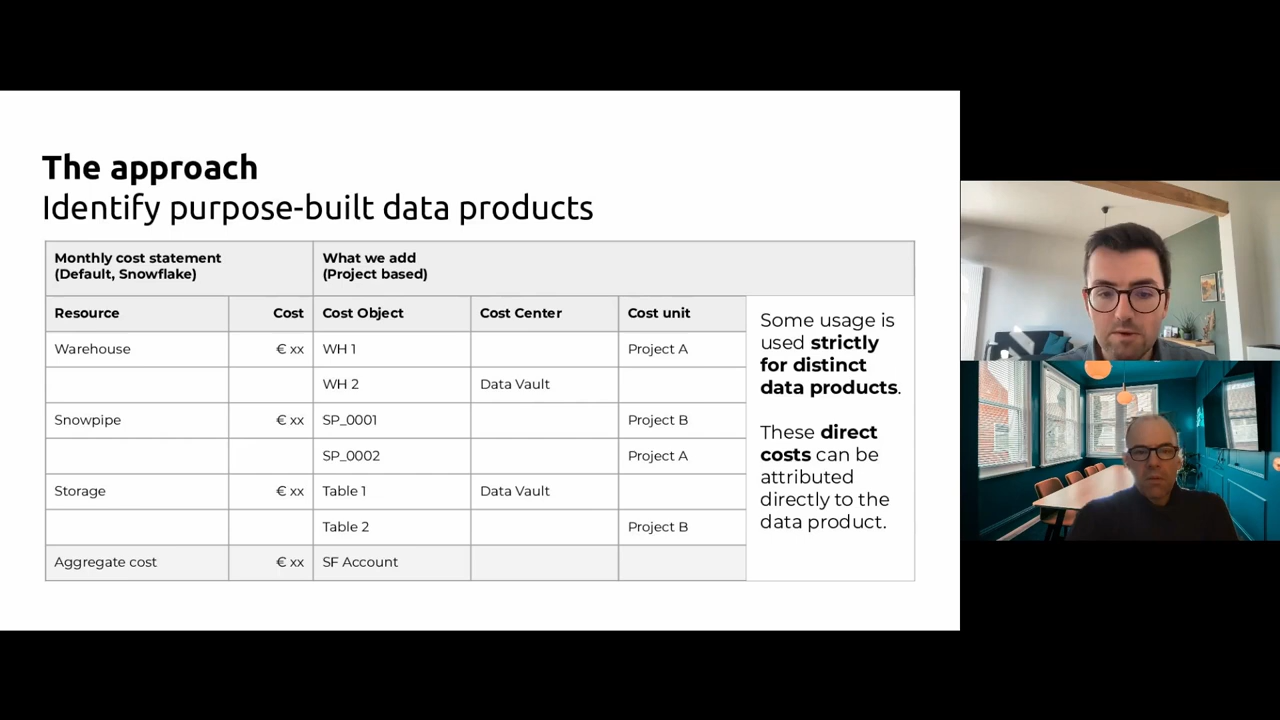 The approach
Identify purpose-built data products
Monthly cost statement
(Default, Snowflake)
What we add
(Project based)
Resource Cost Cost Object Cost Center Cost unit
Warehouse € xx WH 1 Project A
WH 2 Data Vault
Snowpipe € xx SP_0001 Project B
SP_0002 Project A
Storage € xx Table 1 Data Vault
Table 2 Project B
Aggregate cost € xx SF Account
Some usage is
used strictly
for distinct
data products.
These direct
costs can be
attributed
directly to the
data product.